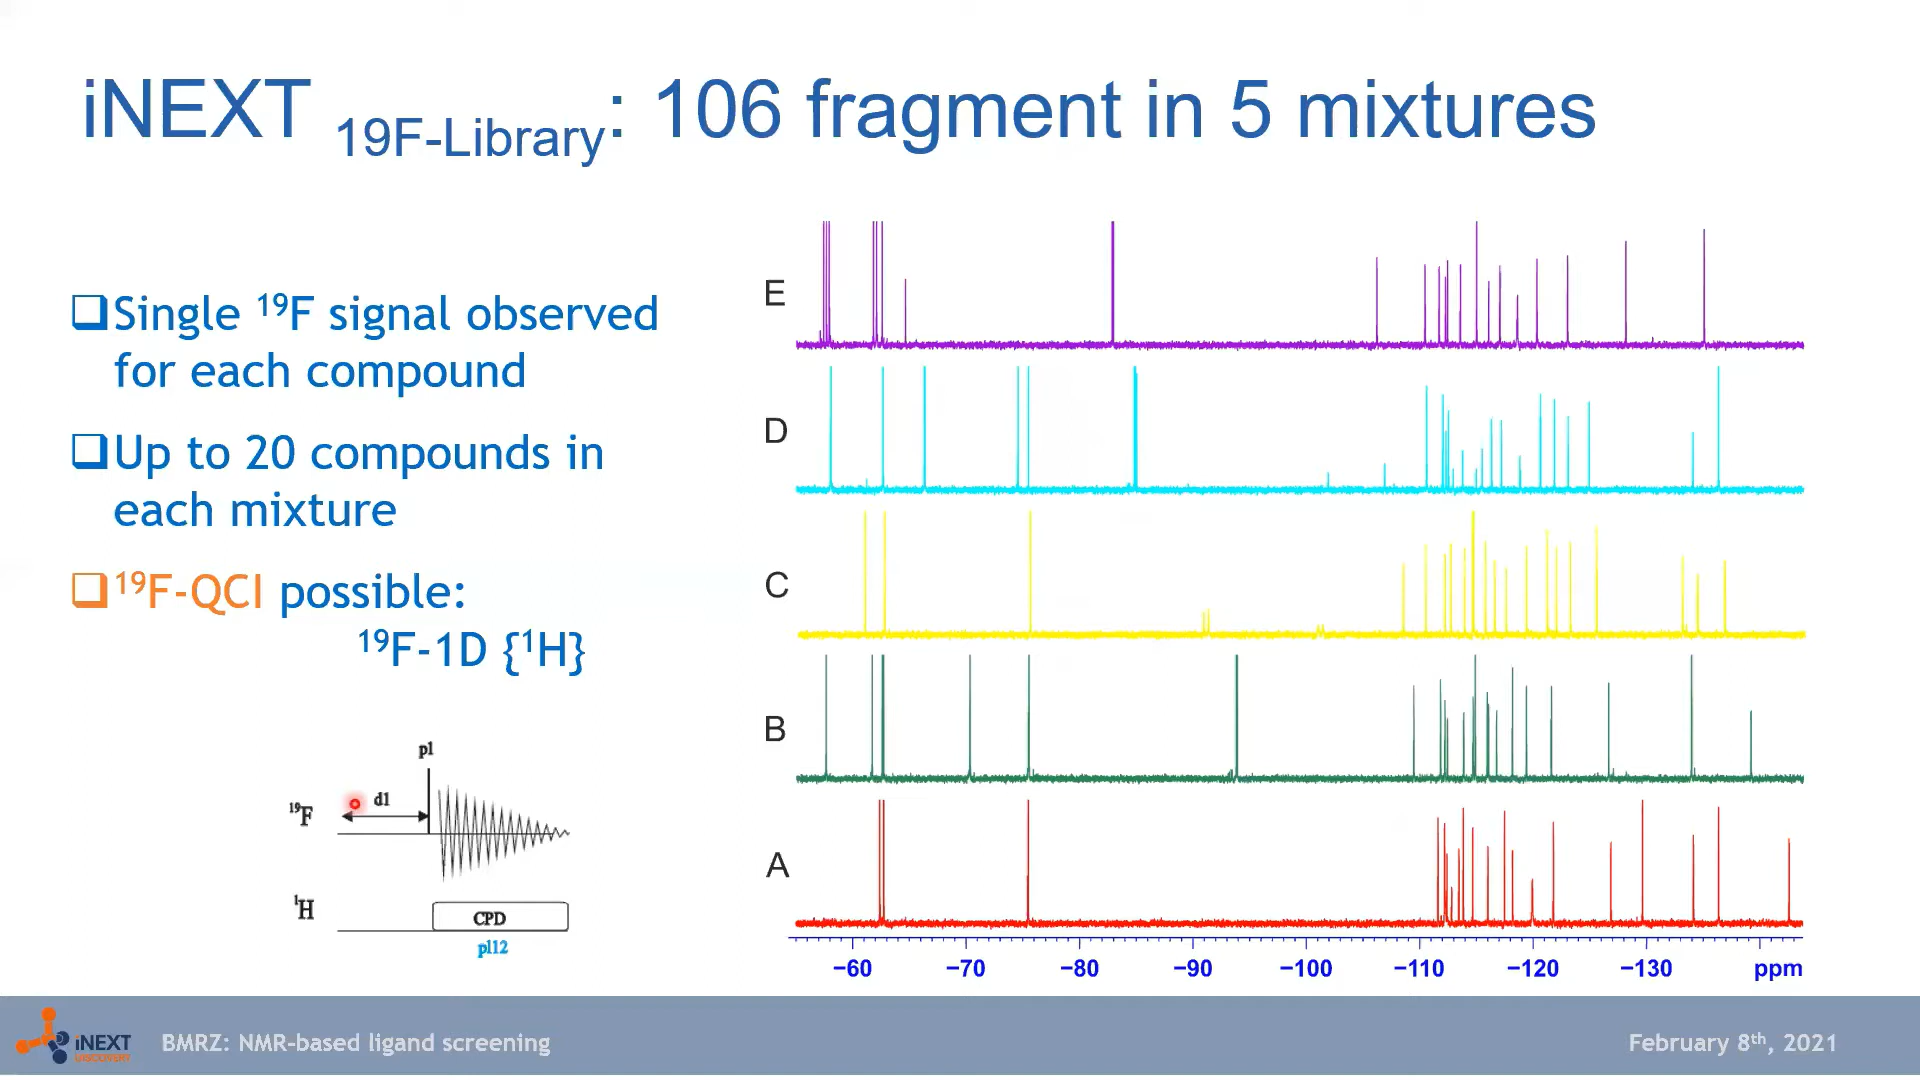 iNEXT 19F-Library: 106 fragment in 5 mixtures
❑Single ¹⁹F signal observed
for each compound
❑Up to 20 compounds in
each mixture
❑¹⁹F-QCI possible:
¹⁹F-1D {¹H}
p1
¹⁹F
d1
¹H
CPD
pl12
E
D
C
B
A
−60 −70 −80 −90 −100 −110 −120 −130 ppm
iNEXT
DISCOVERY
BMRZ: NMR-based ligand screening
February 8ᵗʰ, 2021